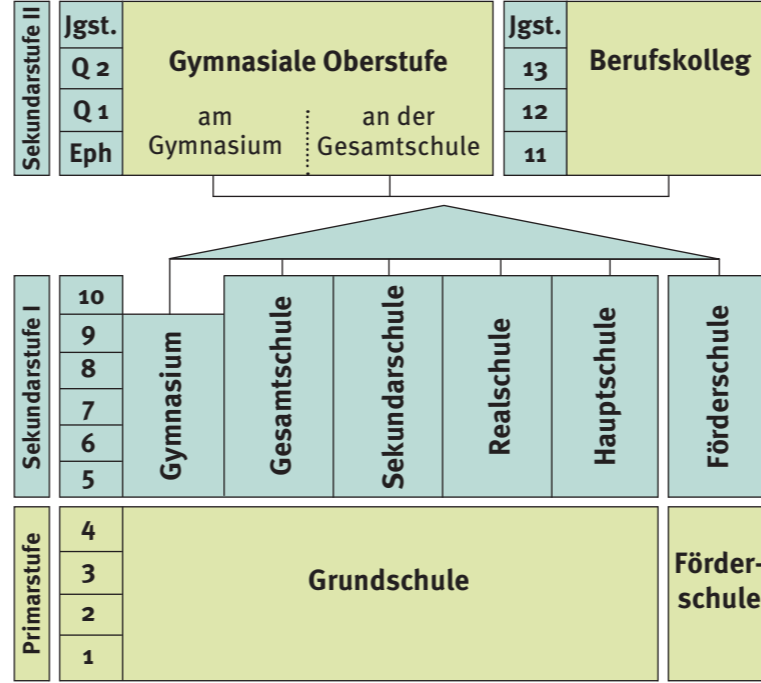 Sekundarstufe II
Jgst.
Q 2
Q 1
Eph
Gymnasiale Oberstufe
am
Gymnasium
an der
Gesamtschule
Jgst.
13
12
11
Berufskolleg
Sekundarstufe I
10
9
8
7
6
5
Gymnasium
Gesamtschule
Sekundarschule
Realschule
Hauptschule
Förderschule
Primarstufe
4
3
2
1
Grundschule
Förder-
schule